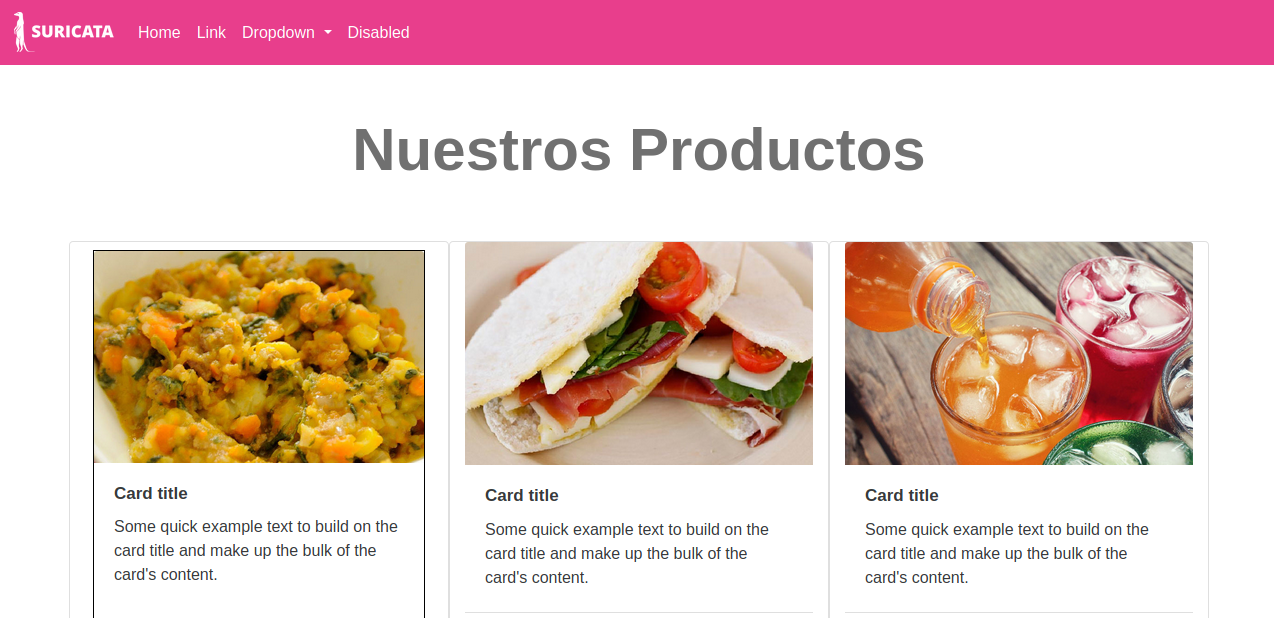 SURICATA
Home
Link
Dropdown
Disabled
Nuestros Productos
Card title
Some quick example text to build on the
card title and make up the bulk of the
card's content.
Card title
Some quick example text to build on the
card title and make up the bulk of the
card's content.
Card title
Some quick example text to build on the
card title and make up the bulk of the
card's content.